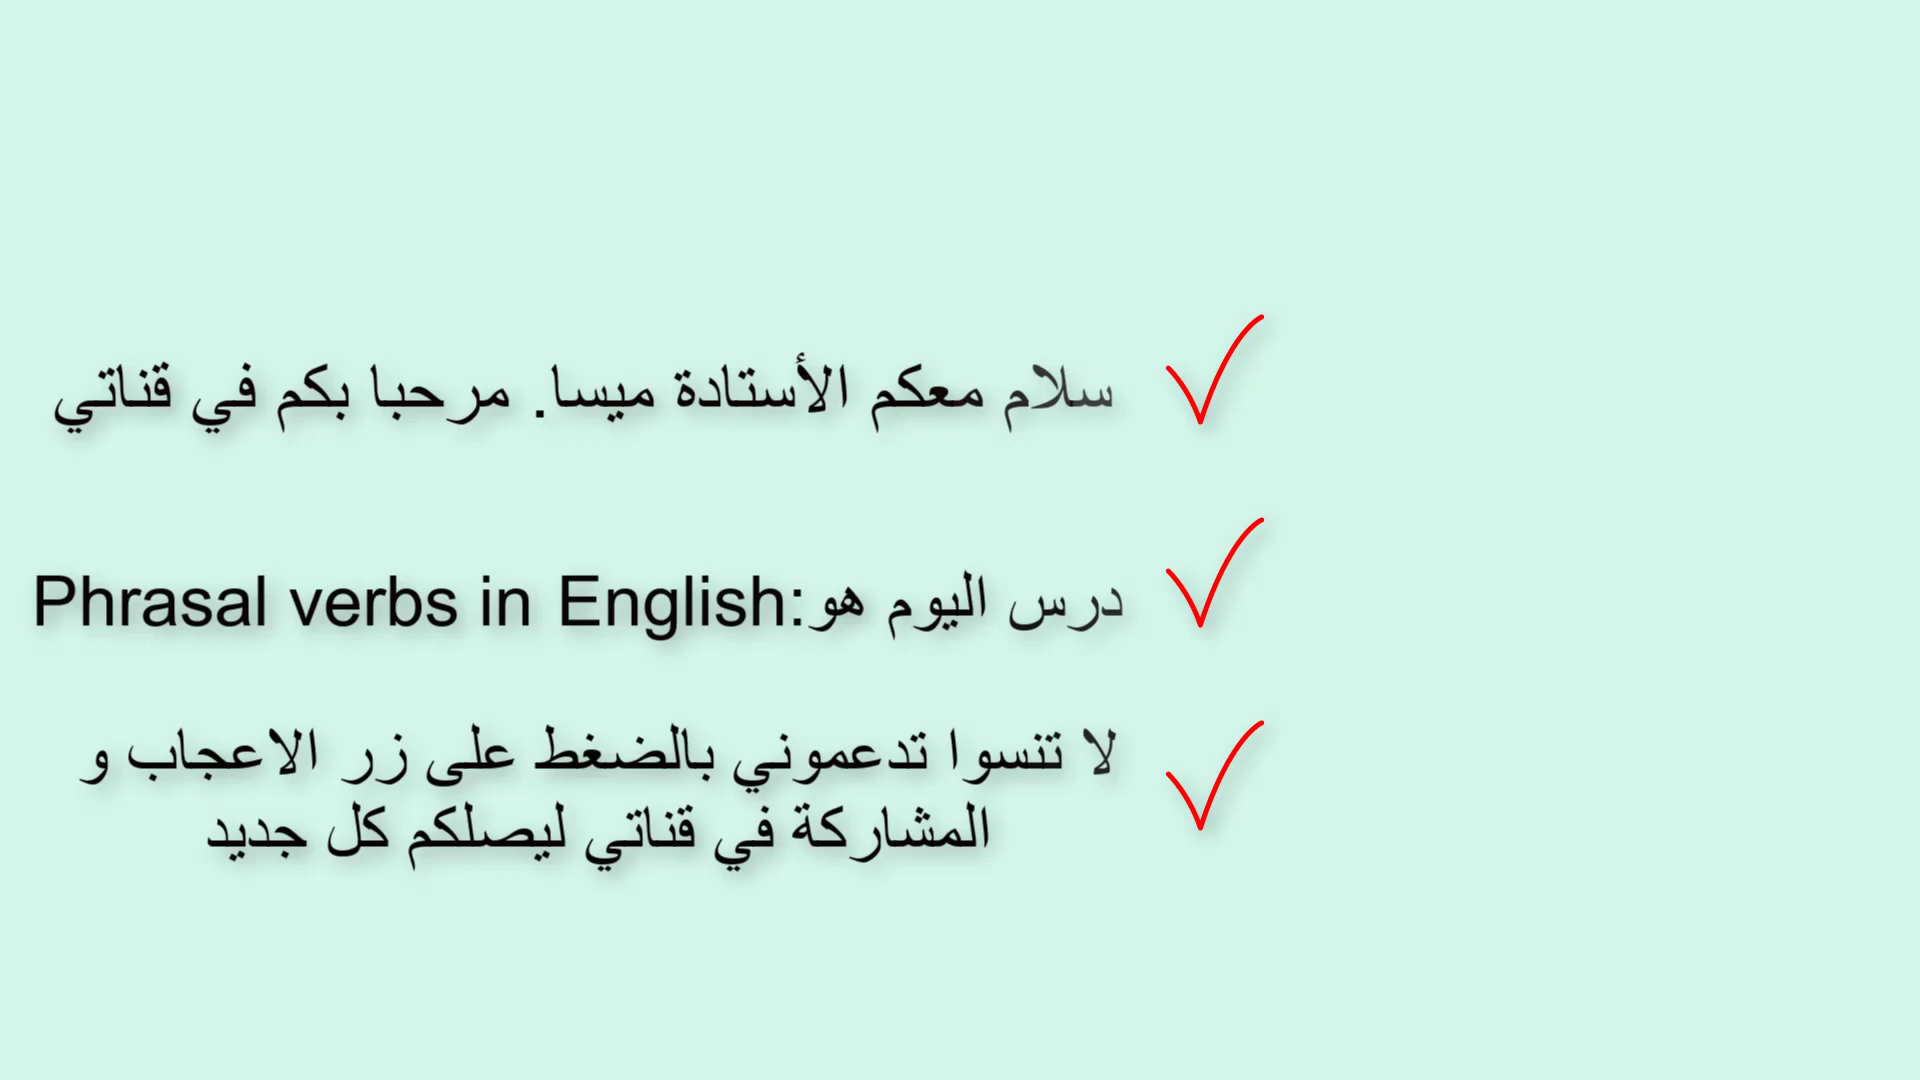 سلام معكم الأستادة ميسا. مرحبا بكم في قناتي
درس اليوم هو:Phrasal verbs in English
لا تنسوا تدعموني بالضغط على زر الاعجاب و
المشاركة في قناتي ليصلكم كل جديد